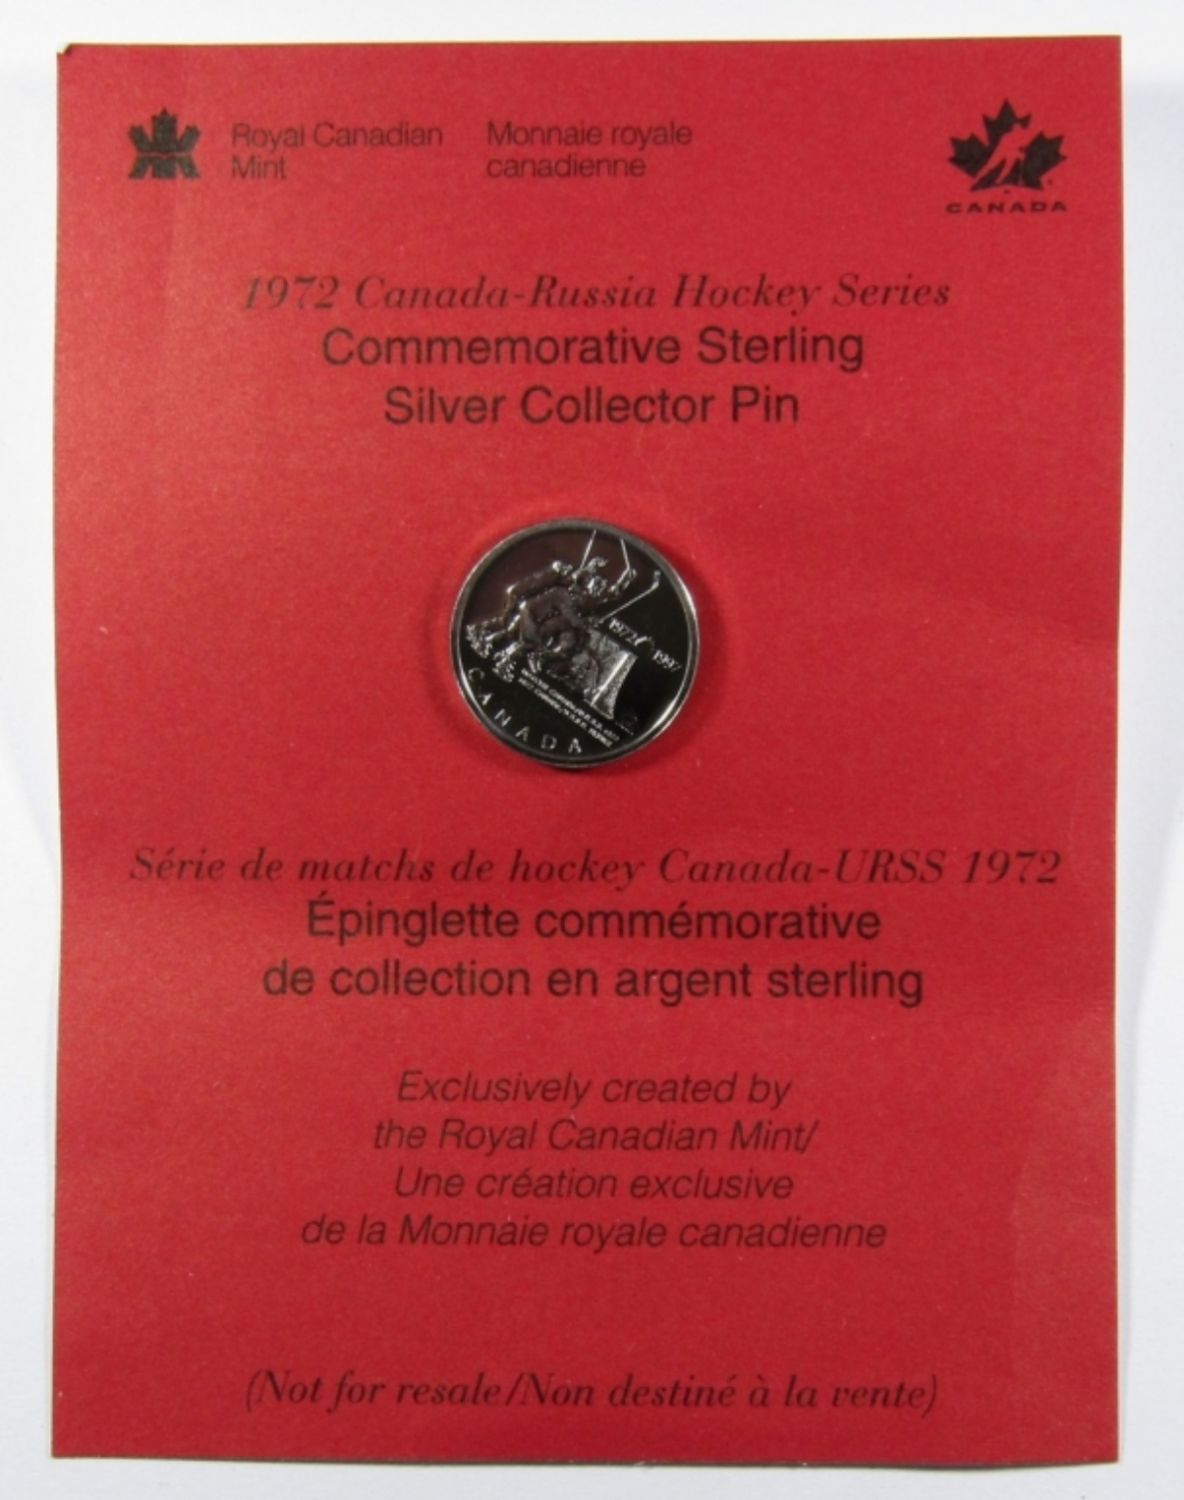 Royal Canadian Monnaie royale
Mint canadienne
CANADA
1972 Canada-Russia Hockey Series
Commemorative Sterling
Silver Collector Pin
1972 1997
CANADA
Série de matchs de hockey Canada-URSS 1972
Épinglette commémorative
de collection en argent sterling
Exclusively created by
the Royal Canadian Mint/
Une création exclusive
de la Monnaie royale canadienne
(Not for resale/Non destiné à la vente)